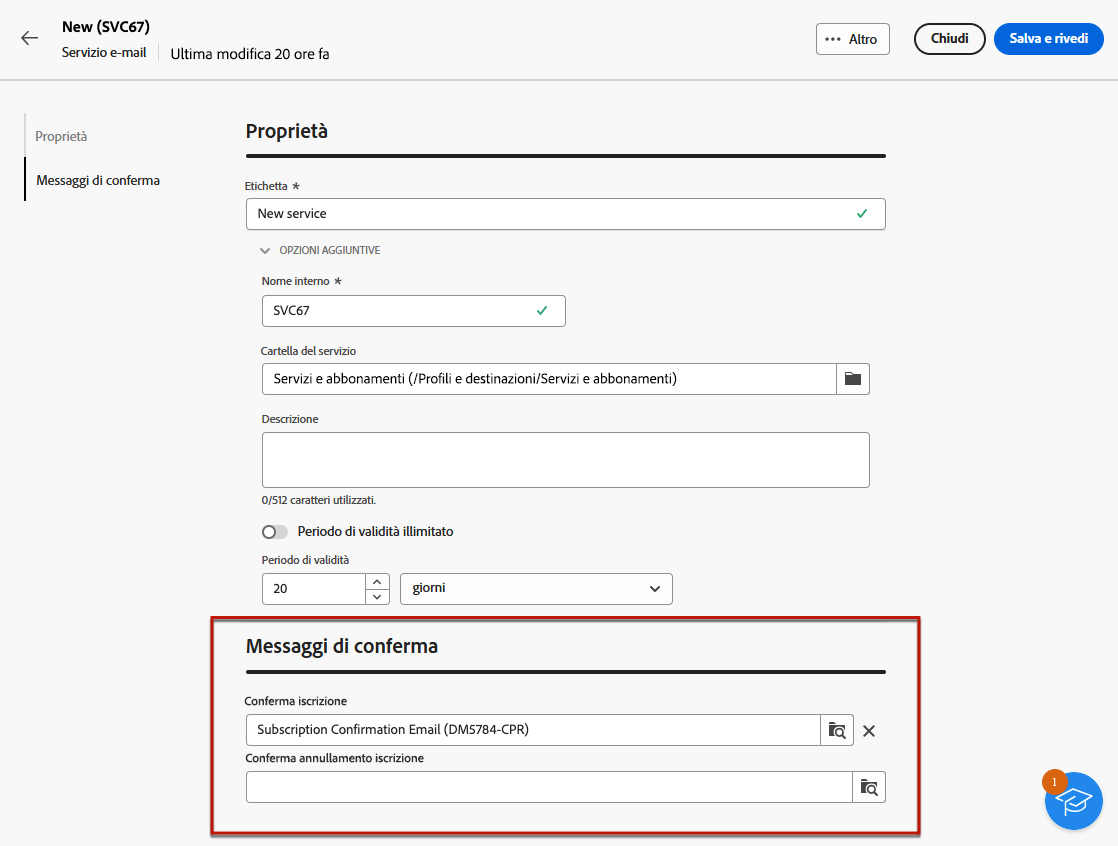 New (SVC67)
Servizio e-mail
Ultima modifica 20 ore fa
Altro
Chiudi
Salva e rivedi
Proprietà
Messaggi di conferma
Proprietà
Etichetta *
New service
OPZIONI AGGIUNTIVE
Nome interno *
SVC67
Cartella del servizio
Servizi e abbonamenti (/Profili e destinazioni/Servizi e abbonamenti)
Descrizione
0/512 caratteri utilizzati.
Periodo di validità illimitato
Periodo di validità
20
giorni
Messaggi di conferma
Conferma iscrizione
Subscription Confirmation Email (DM5784-CPR)
Conferma annullamento iscrizione
1